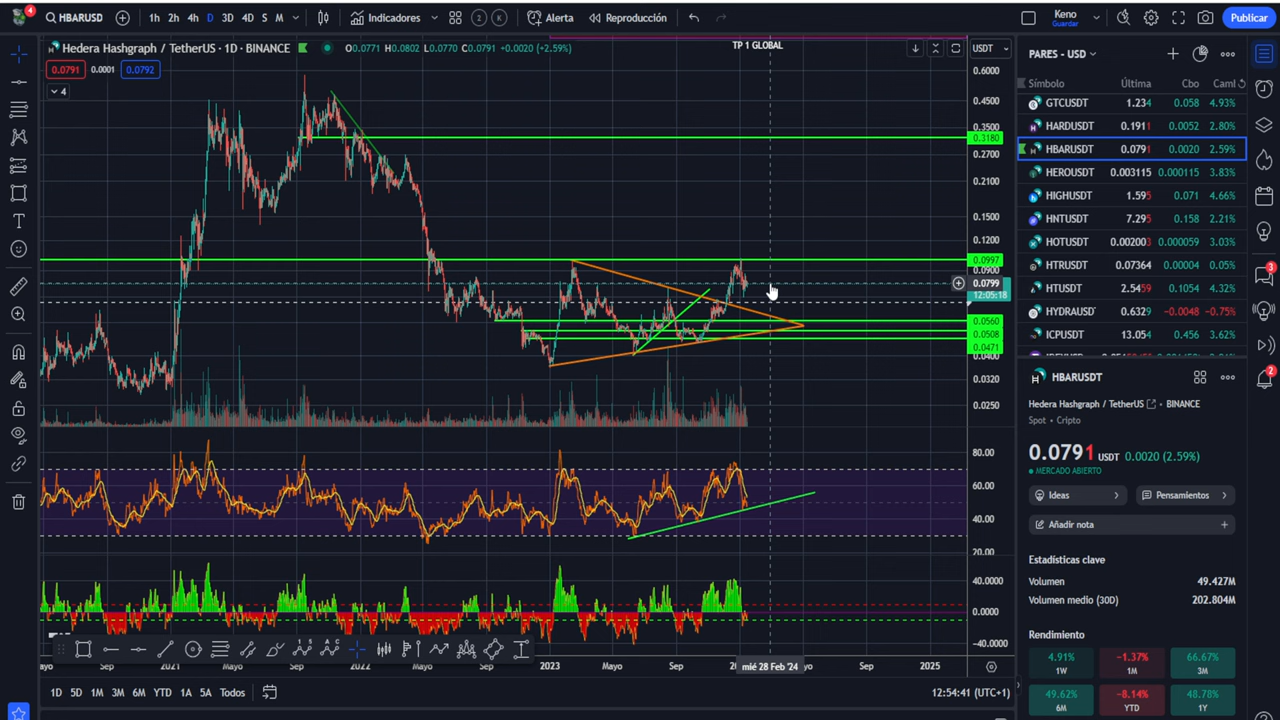 4
HBARUSD
1h 2h 4h D 3D 4D S M
Indicadores
2 K
Alerta
Reproducción
Keno
Guardar
Publicar
Hedera Hashgraph / TetherUS · 1D · BINANCE
O0.0771 H0.0802 L0.0770 C0.0791 +0.0020 (+2.59%)
0.0791 0.0001 0.0792
4
TP 1 GLOBAL
USDT
0.6000
0.4500
0.3500
0.3180
0.2700
0.2100
0.1500
0.1200
0.0997
0.0900
0.0799
12:05:18
0.0560
0.0508
0.0471
0.0400
0.0320
0.0250
80.00
60.00
40.00
20.00
40.0000
0.0000
-40.0000
Sep 2021 Mayo Sep 2022 Mayo Sep 2023 Mayo Sep mié 28 Feb '24 Sep 2025
1D 5D 1M 3M 6M YTD 1A 5A Todos
12:54:41 (UTC+1)
PARES - USD
Símbolo Última Cbo Caml
GTCUSDT 1.234 0.058 4.93%
HARDUSDT 0.1911 0.0052 2.80%
HBARUSDT 0.0791 0.0020 2.59%
HEROUSDT 0.003115 0.000115 3.83%
HIGHUSDT 1.595 0.071 4.66%
HNTUSDT 7.295 0.158 2.21%
HOTUSDT 0.002003 0.000059 3.03%
HTRUSDT 0.07364 0.00004 0.05%
HTUSDT 2.5459 0.1054 4.32%
HYDRAUSD 0.6329 -0.0048 -0.75%
ICPUSDT 13.054 0.456 3.62%
HBARUSDT
Hedera Hashgraph / TetherUS · BINANCE
Spot · Cripto
0.0791 USDT 0.0020 (2.59%)
MERCADO ABIERTO
Ideas
Pensamientos
Añadir nota
Estadísticas clave
Volumen 49.427M
Volumen medio (30D) 202.804M
Rendimiento
4.91% -1.37% 66.67%
1W 1M 3M
49.62% -8.14% 48.78%
6M YTD 1Y
3
2